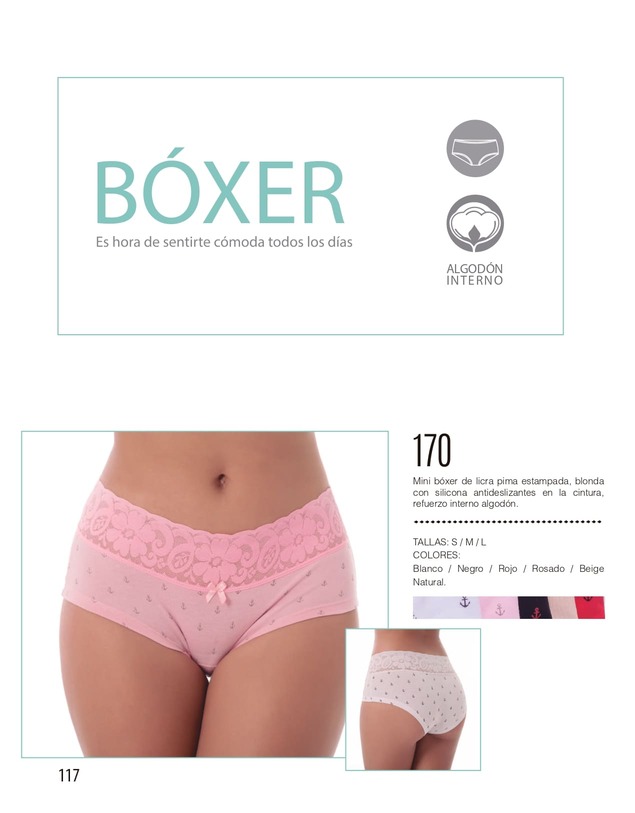 BÓXER
Es hora de sentirte cómoda todos los días
ALGODÓN
INTERNO
170
Mini bóxer de licra pima estampada, blonda
con silicona antideslizantes en la cintura,
refuerzo interno algodón.
TALLAS: S / M / L
COLORES:
Blanco / Negro / Rojo / Rosado / Beige
Natural.
117